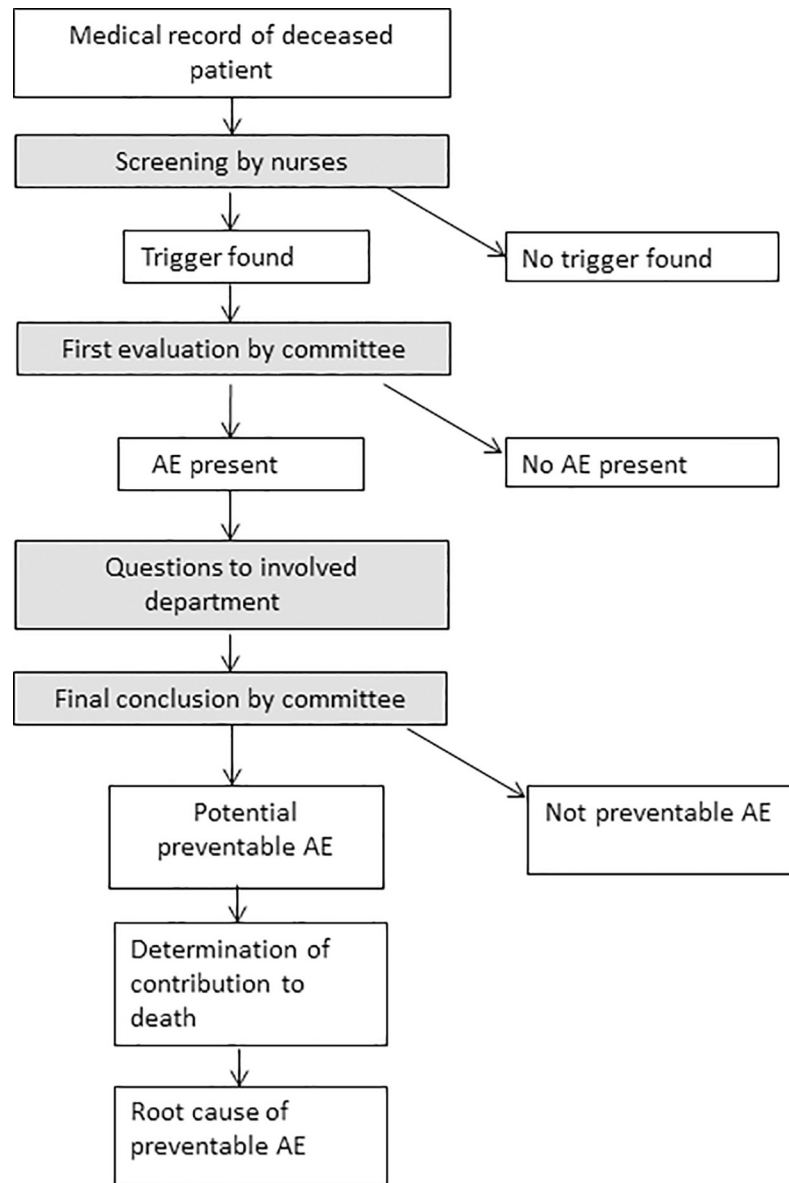 Medical record of deceased
patient
Screening by nurses
Trigger found
No trigger found
First evaluation by committee
AE present
No AE present
Questions to involved
department
Final conclusion by committee
Potential
preventable AE
Not preventable AE
Determination of
contribution to
death
Root cause of
preventable AE